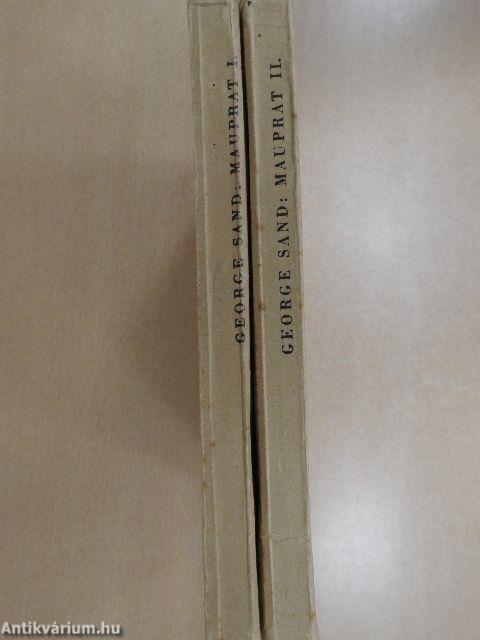 GEORGE SAND: MAUPRAT I.
GEORGE SAND: MAUPRAT II.
Antikvárium.hu